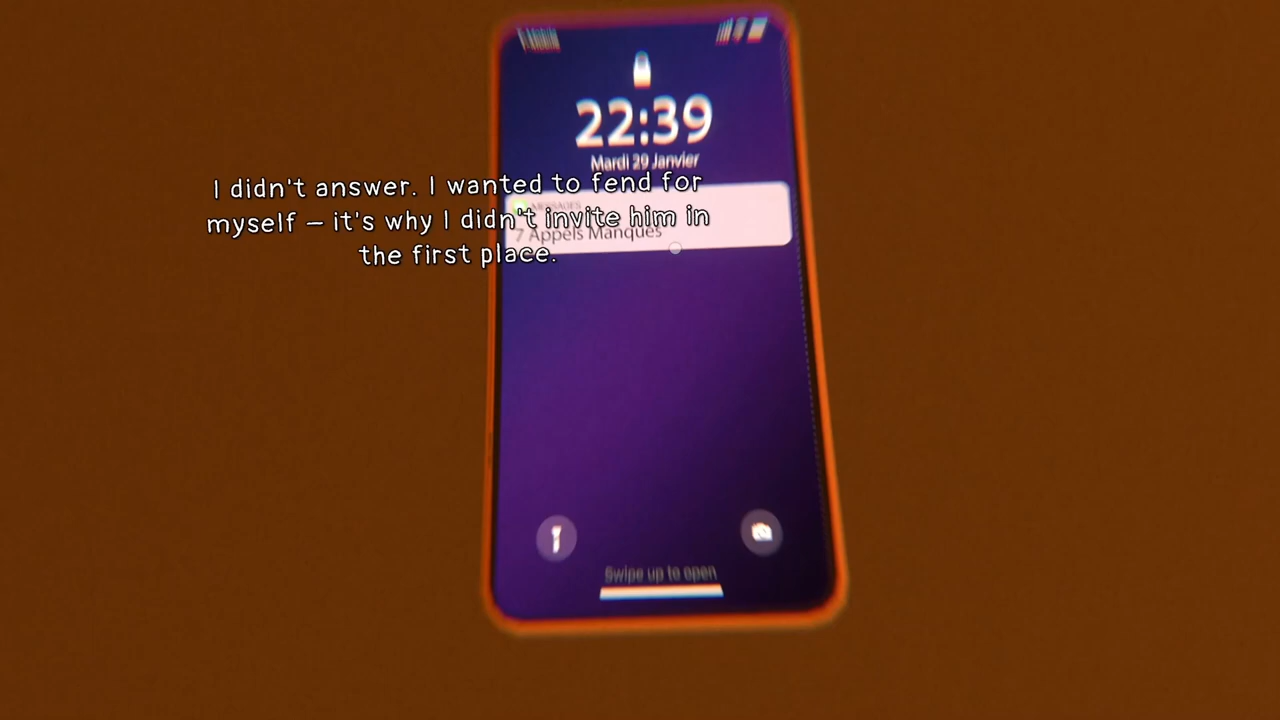 22:39
Mardi 29 Janvier
MESSAGES
7 Appels Manqués
I didn't answer. I wanted to fend for
myself – it's why I didn't invite him in
the first place.
Swipe up to open